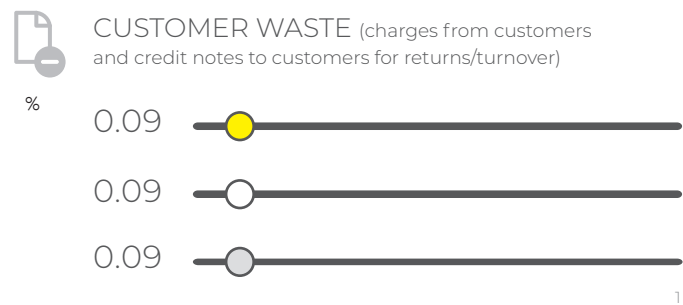 CUSTOMER WASTE (charges from customers
and credit notes to customers for returns/turnover)
%
0.09
0.09
0.09
1